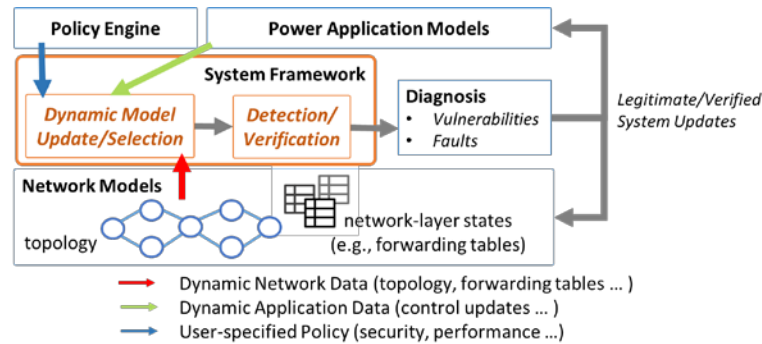 Policy Engine
Power Application Models
System Framework
Dynamic Model
Update/Selection
Detection/
Verification
Diagnosis
• Vulnerabilities
• Faults
Legitimate/Verified
System Updates
Network Models
topology
network-layer states
(e.g., forwarding tables)
Dynamic Network Data (topology, forwarding tables ... )
Dynamic Application Data (control updates ... )
User-specified Policy (security, performance ...)